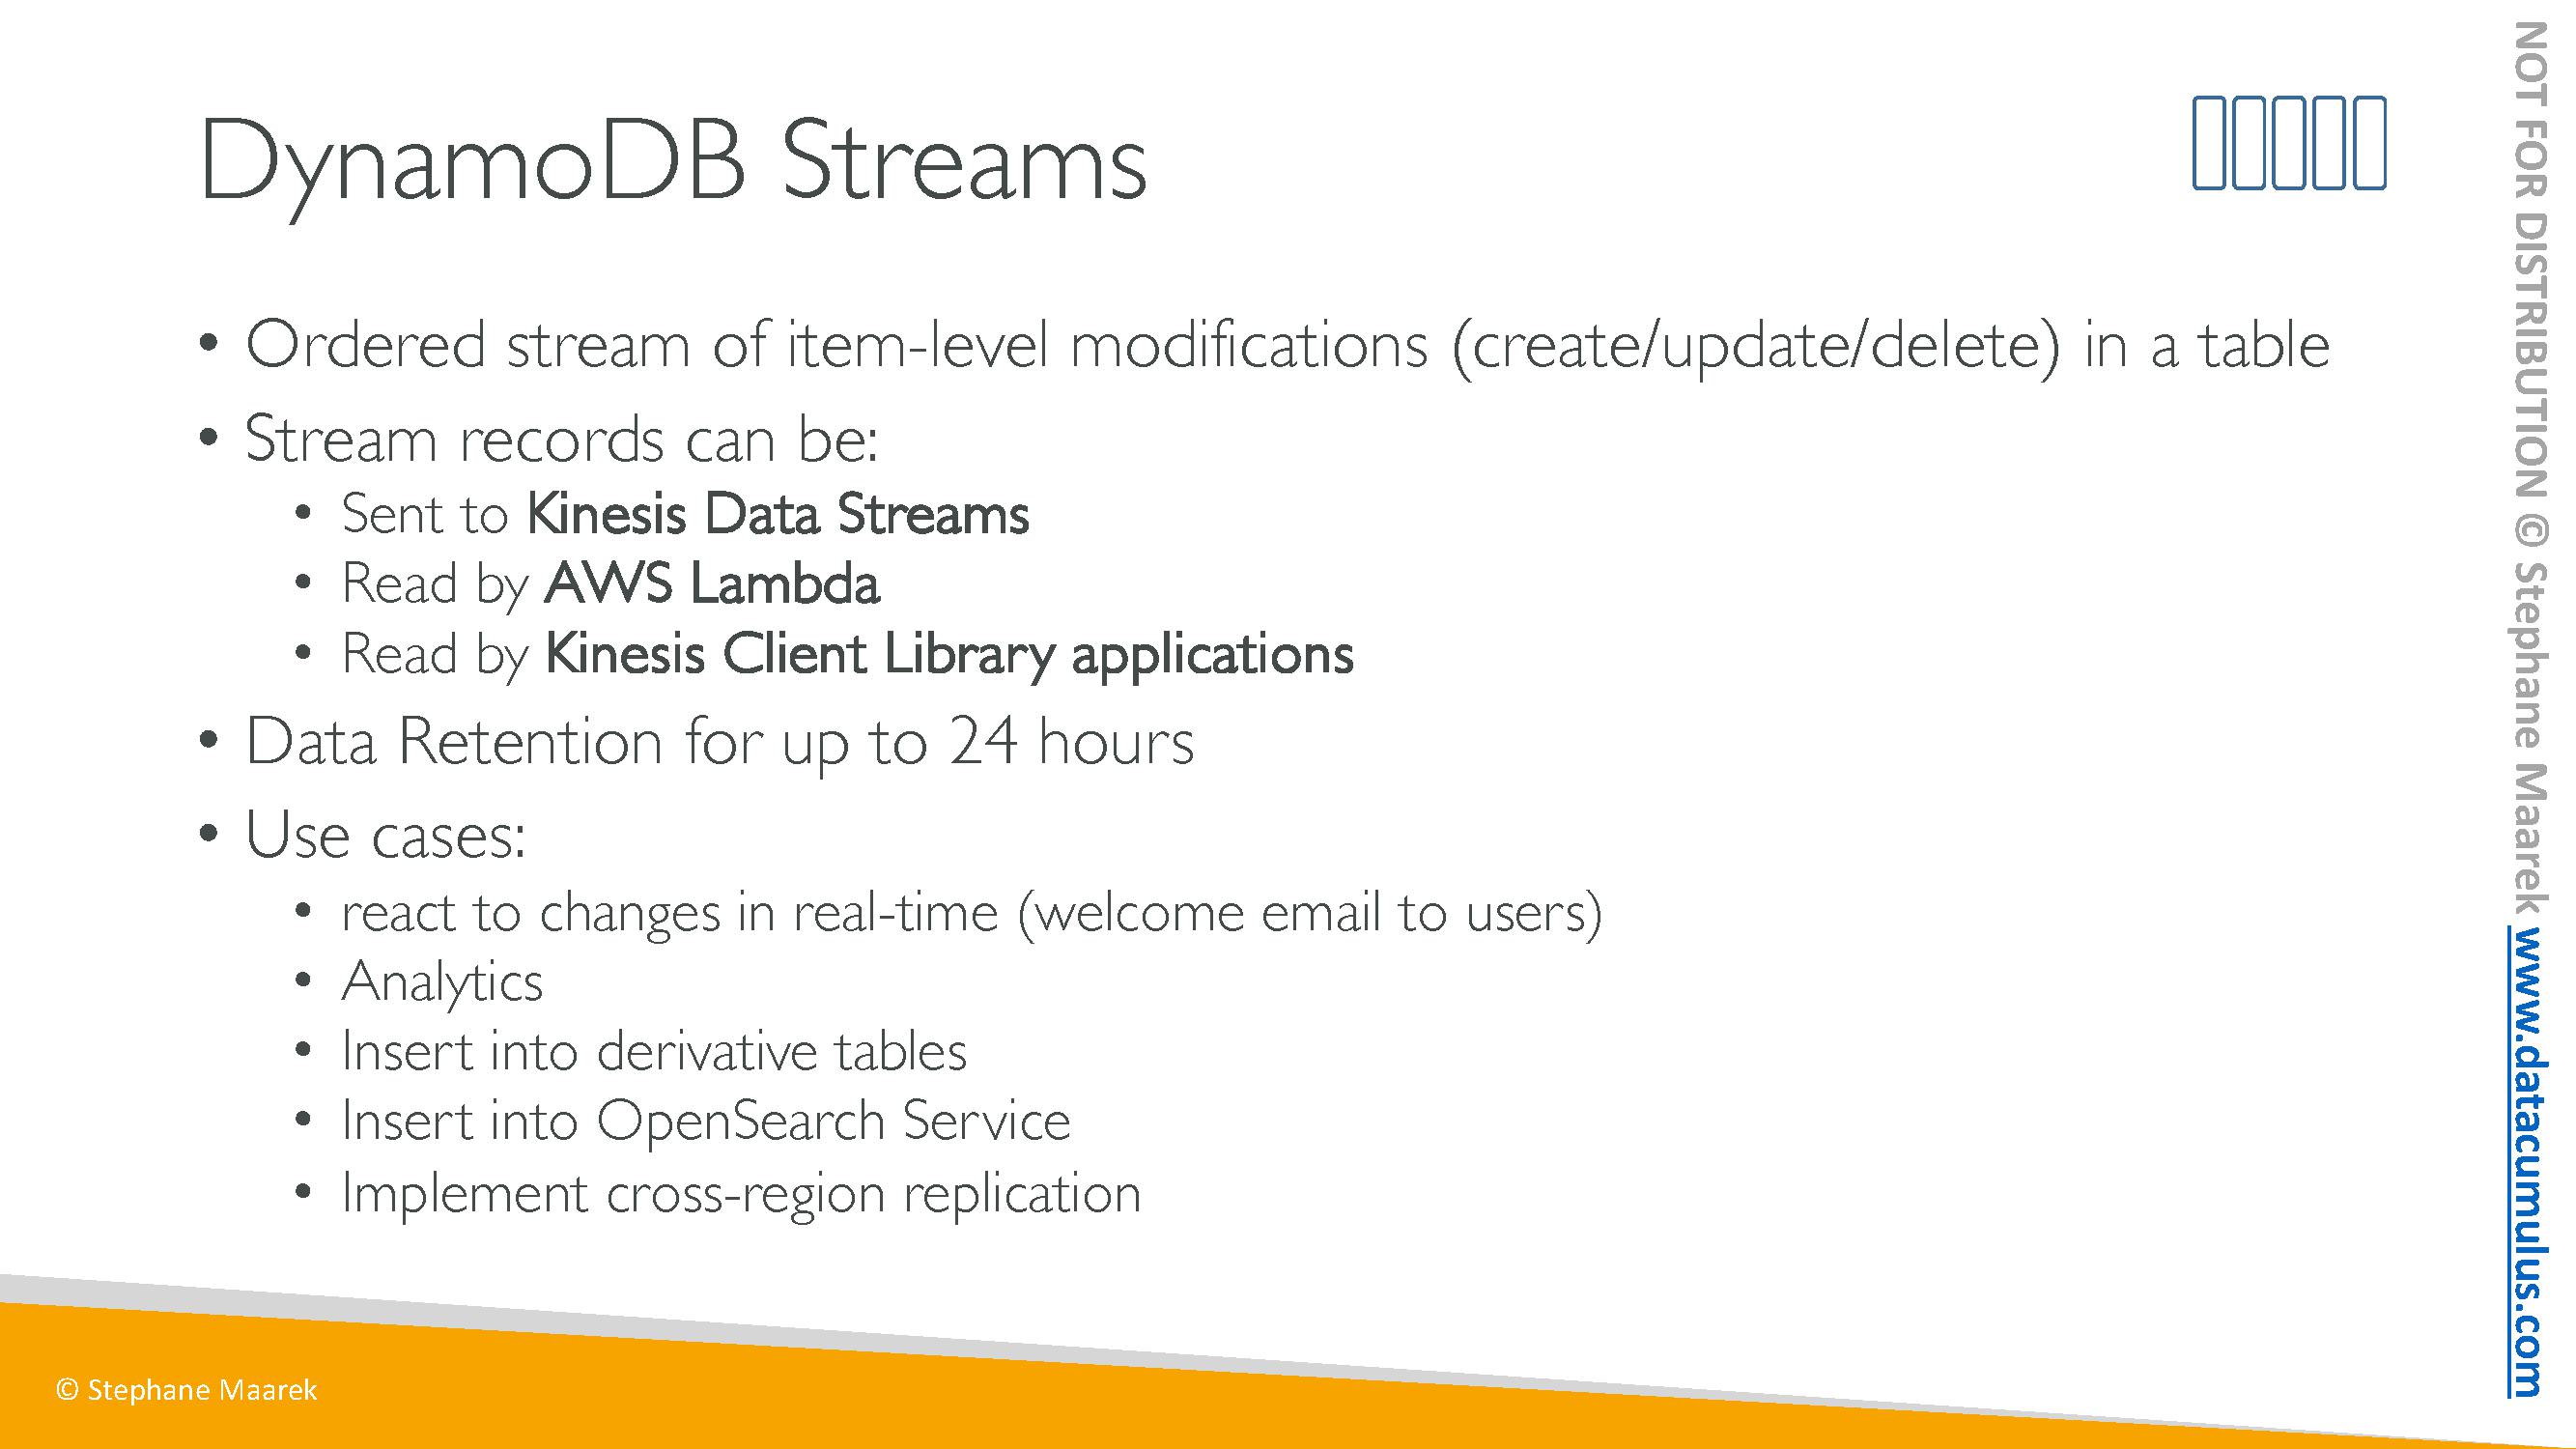 DynamoDB Streams
• Ordered stream of item-level modifications (create/update/delete) in a table
• Stream records can be:
• Sent to Kinesis Data Streams
• Read by AWS Lambda
• Read by Kinesis Client Library applications
• Data Retention for up to 24 hours
• Use cases:
• react to changes in real-time (welcome email to users)
• Analytics
• Insert into derivative tables
• Insert into OpenSearch Service
• Implement cross-region replication
© Stephane Maarek
NOT FOR DISTRIBUTION © Stephane Maarek www.datacumulus.com